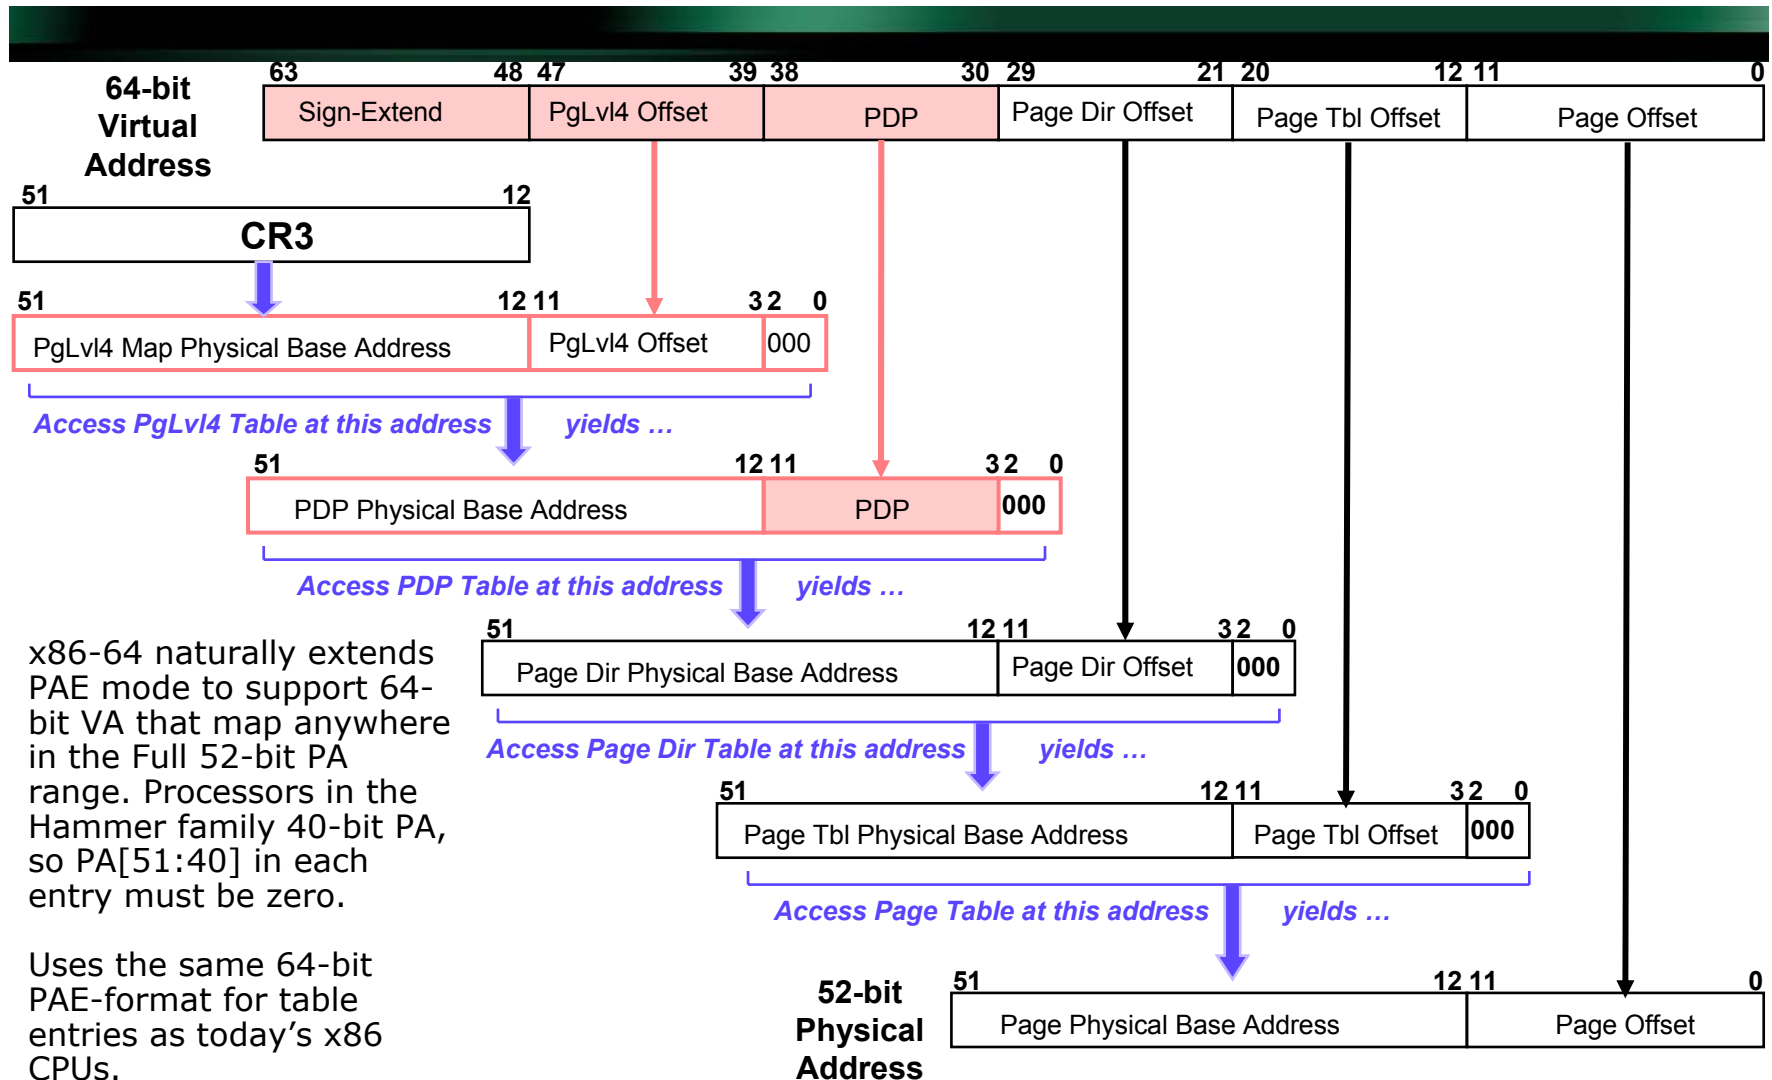 63 48 47 39 38 30 29 21 20 12 11 0
64-bit
Virtual
Address
Sign-Extend PgLvl4 Offset PDP Page Dir Offset Page Tbl Offset Page Offset
51 12
CR3
51 12 11 3 2 0
PgLvl4 Map Physical Base Address PgLvl4 Offset 000
Access PgLvl4 Table at this address yields ...
51 12 11 3 2 0
PDP Physical Base Address PDP 000
Access PDP Table at this address yields ...
51 12 11 3 2 0
Page Dir Physical Base Address Page Dir Offset 000
Access Page Dir Table at this address yields ...
51 12 11 3 2 0
Page Tbl Physical Base Address Page Tbl Offset 000
Access Page Table at this address yields ...
52-bit
Physical
Address
51 12 11 0
Page Physical Base Address Page Offset
x86-64 naturally extends
PAE mode to support 64-
bit VA that map anywhere
in the Full 52-bit PA
range. Processors in the
Hammer family 40-bit PA,
so PA[51:40] in each
entry must be zero.
Uses the same 64-bit
PAE-format for table
entries as today's x86
CPUs.